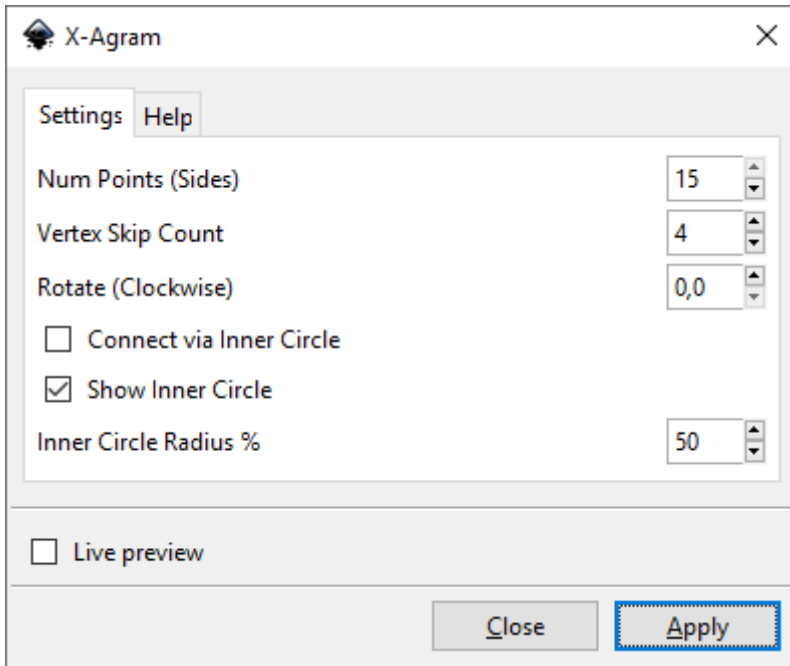 X-Agram
Settings Help
Num Points (Sides) 15
Vertex Skip Count 4
Rotate (Clockwise) 0,0
Connect via Inner Circle
Show Inner Circle
Inner Circle Radius % 50
Live preview
Close Apply